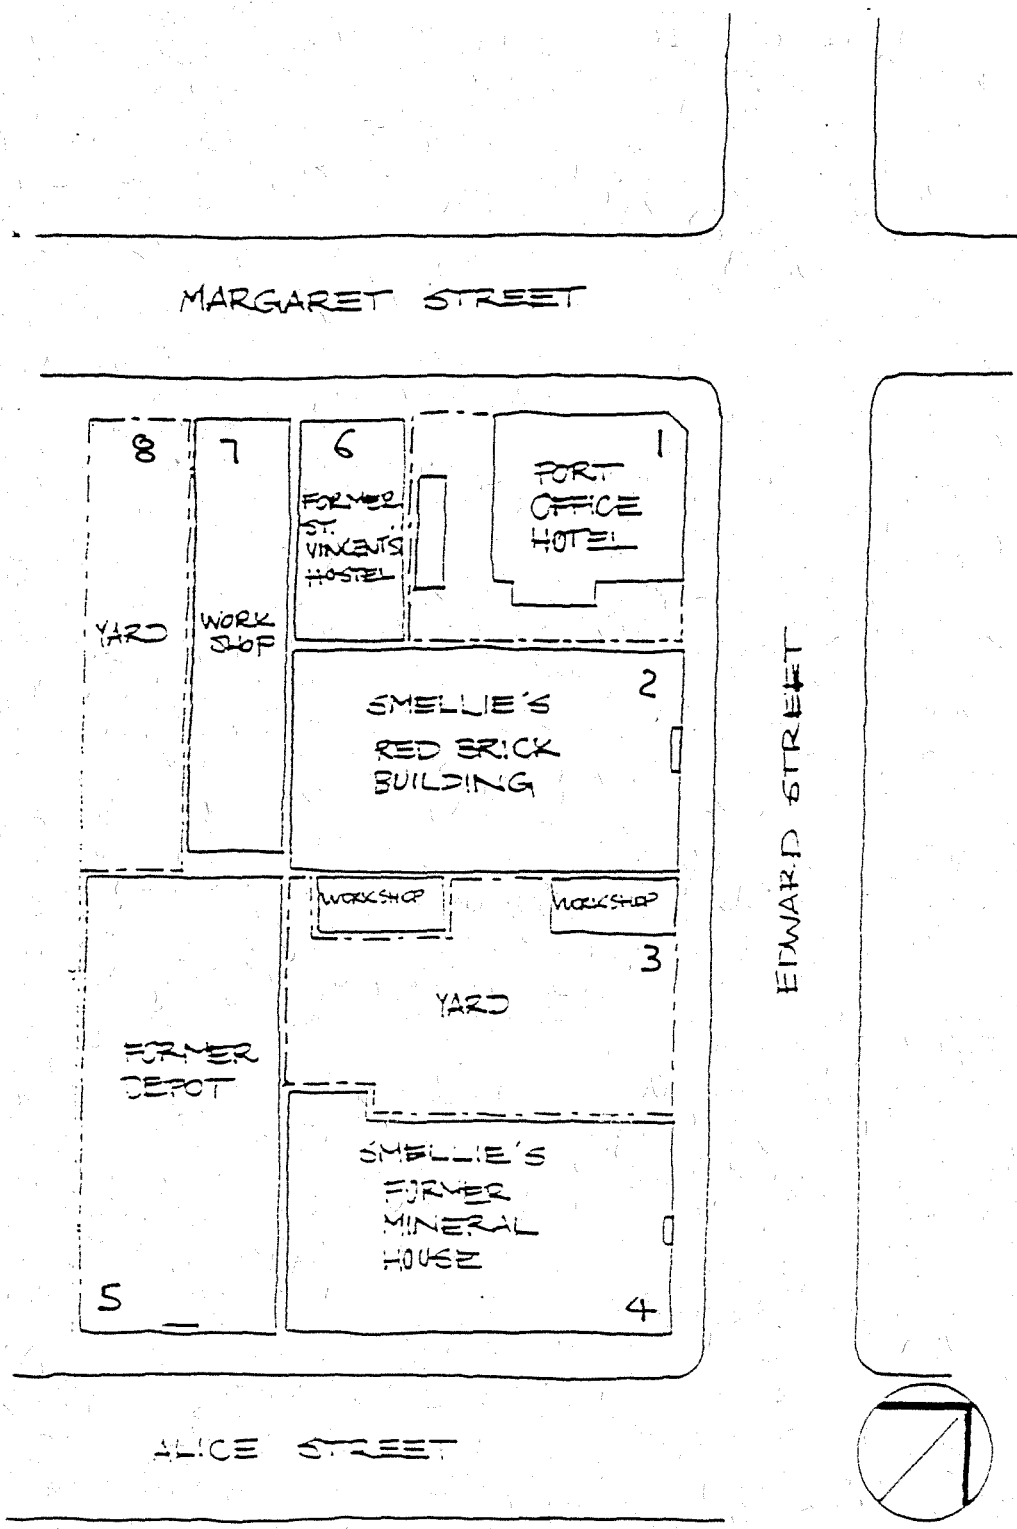 MARGARET STREET
8
7
6
1
FORMER
ST.
VINCENTS
HOSTEL
PORT
OFFICE
HOTEL
YARD
WORK
SHOP
2
SMELLIE'S
RED BRICK
BUILDING
EDWARD STREET
WORKSHOP
WORKSHOP
3
YARD
FORMER
DEPOT
5
SMELLIE'S
FORMER
MINERAL
HOUSE
4
ALICE STREET